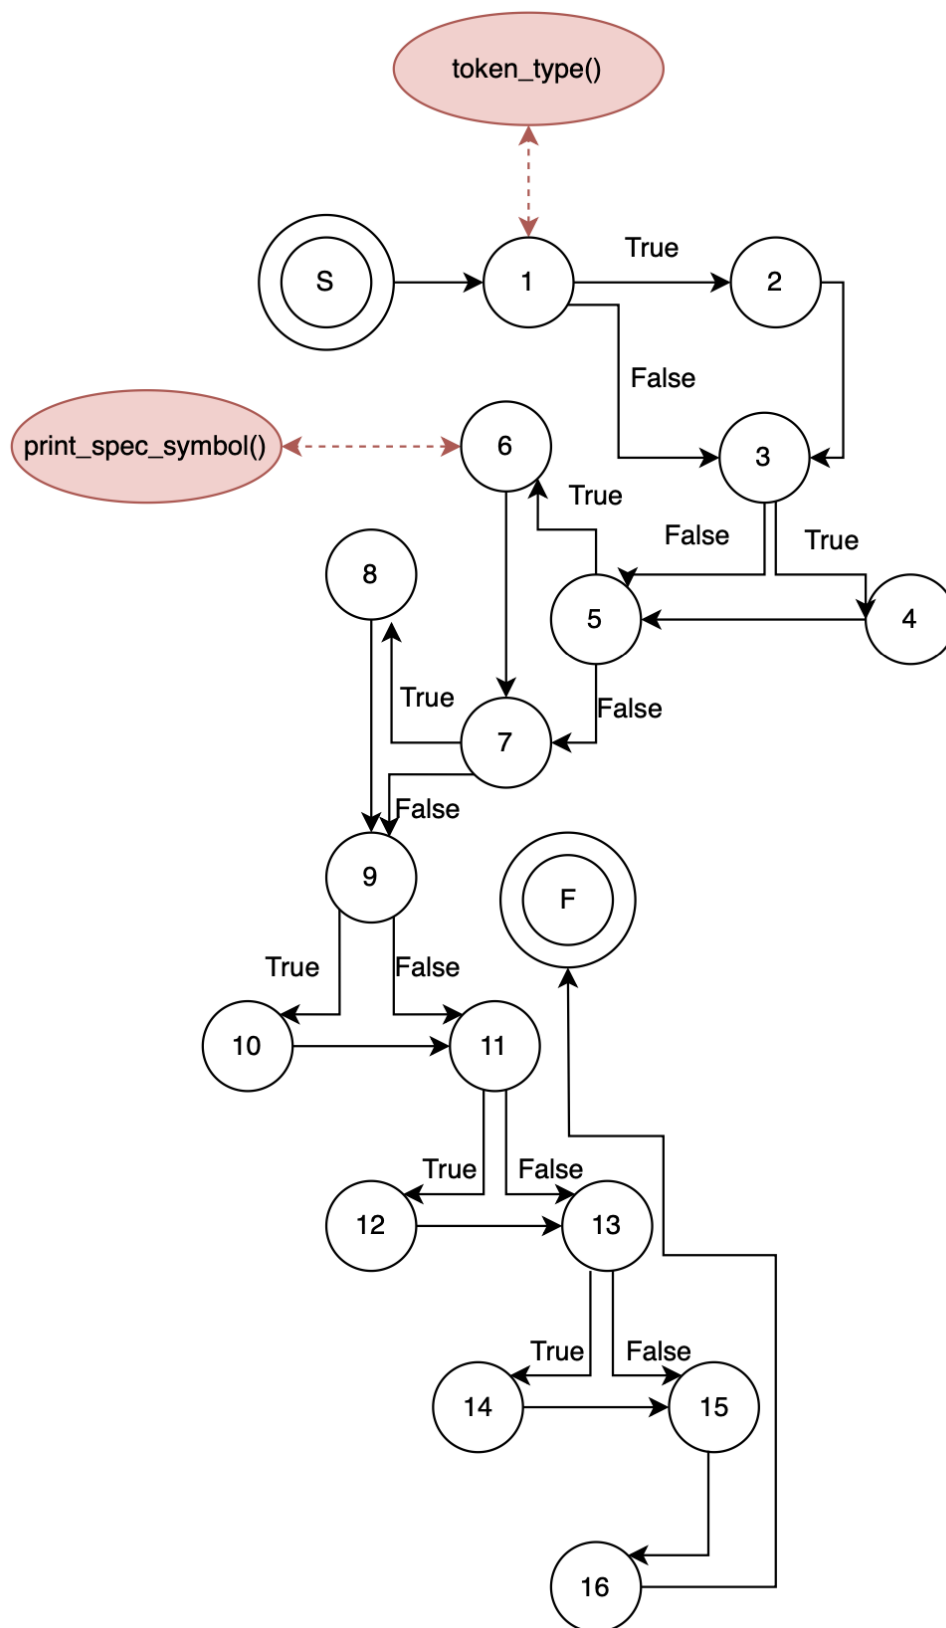 token_type()
S
1
True
2
False
print_spec_symbol()
6
3
True
False
True
8
5
4
True
False
7
False
9
F
True
False
10
11
True
False
12
13
True
False
14
15
16